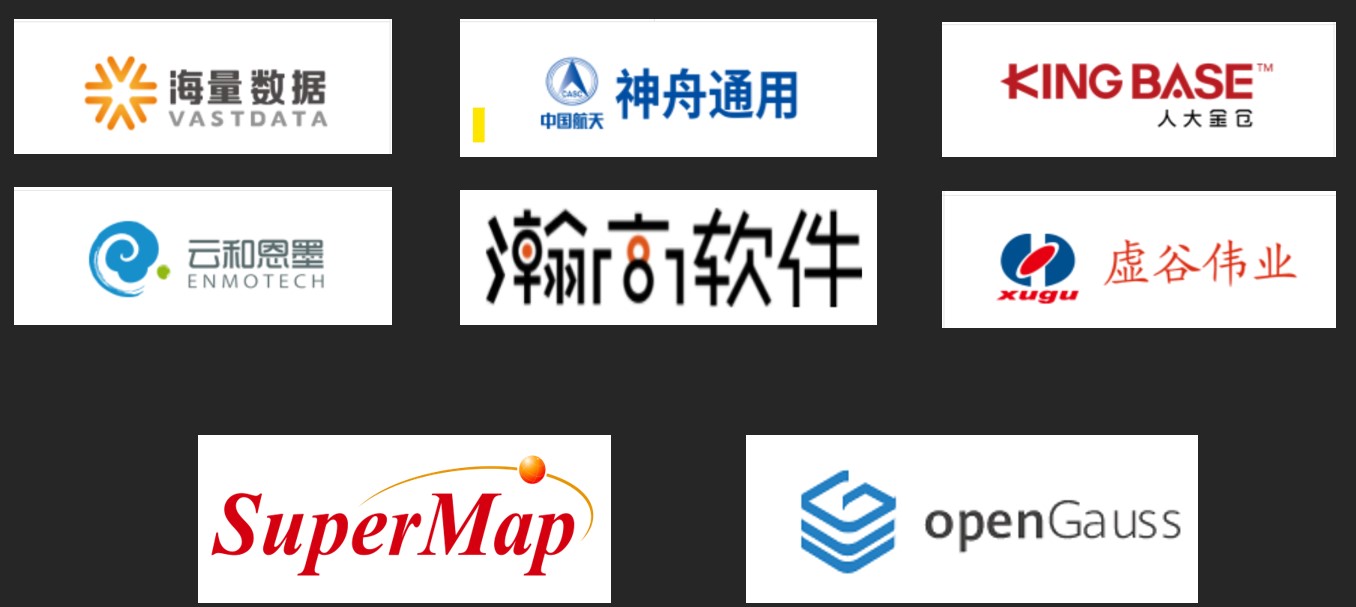 海量数据
VASTDATA
CASC
中国航天
神舟通用
KINGBASE™
人大金仓
云和恩墨
ENMOTECH
瀚高软件
xugu
虚谷伟业
SuperMap
openGauss